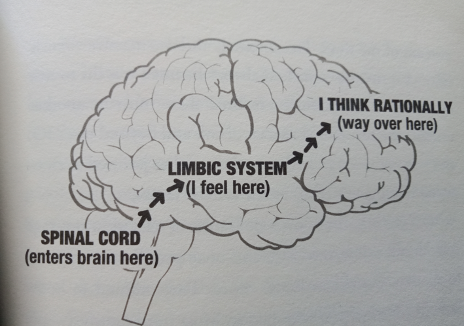 I THINK RATIONALLY
(way over here)
LIMBIC SYSTEM
(I feel here)
SPINAL CORD
(enters brain here)